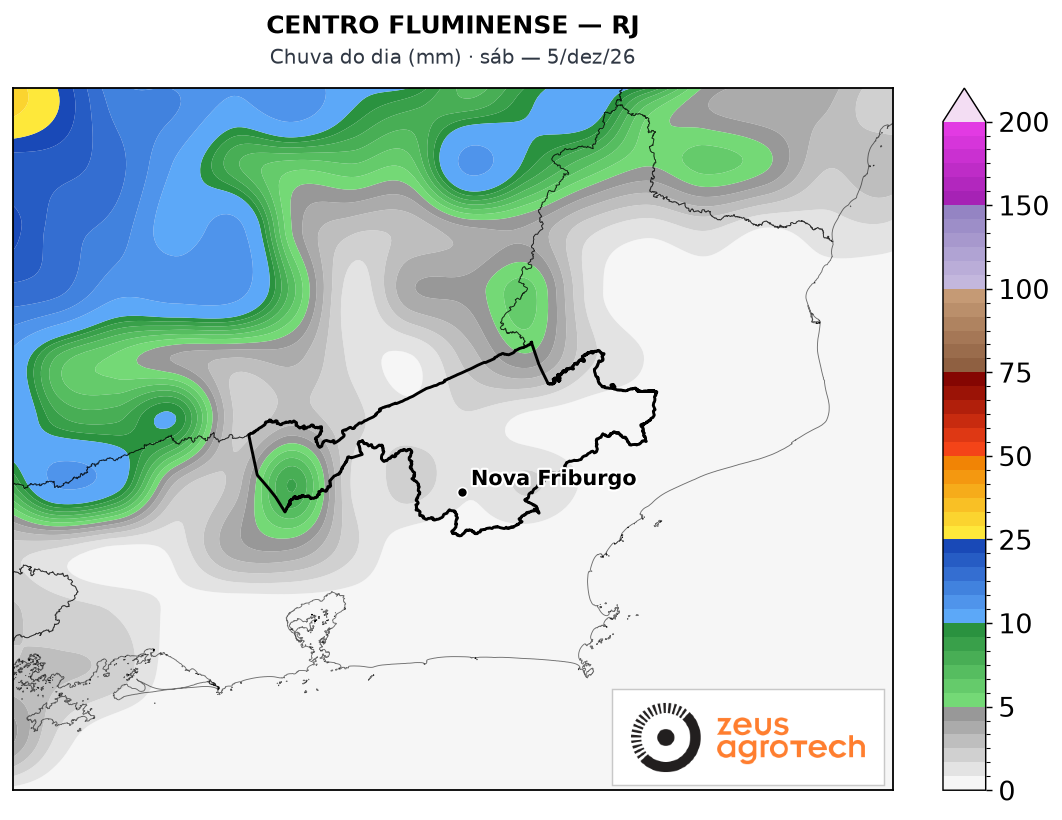 CENTRO FLUMINENSE — RJ
Chuva do dia (mm) · sáb — 5/dez/26
200
150
100
75
50
25
10
5
0
Nova Friburgo
zeus
agroтech